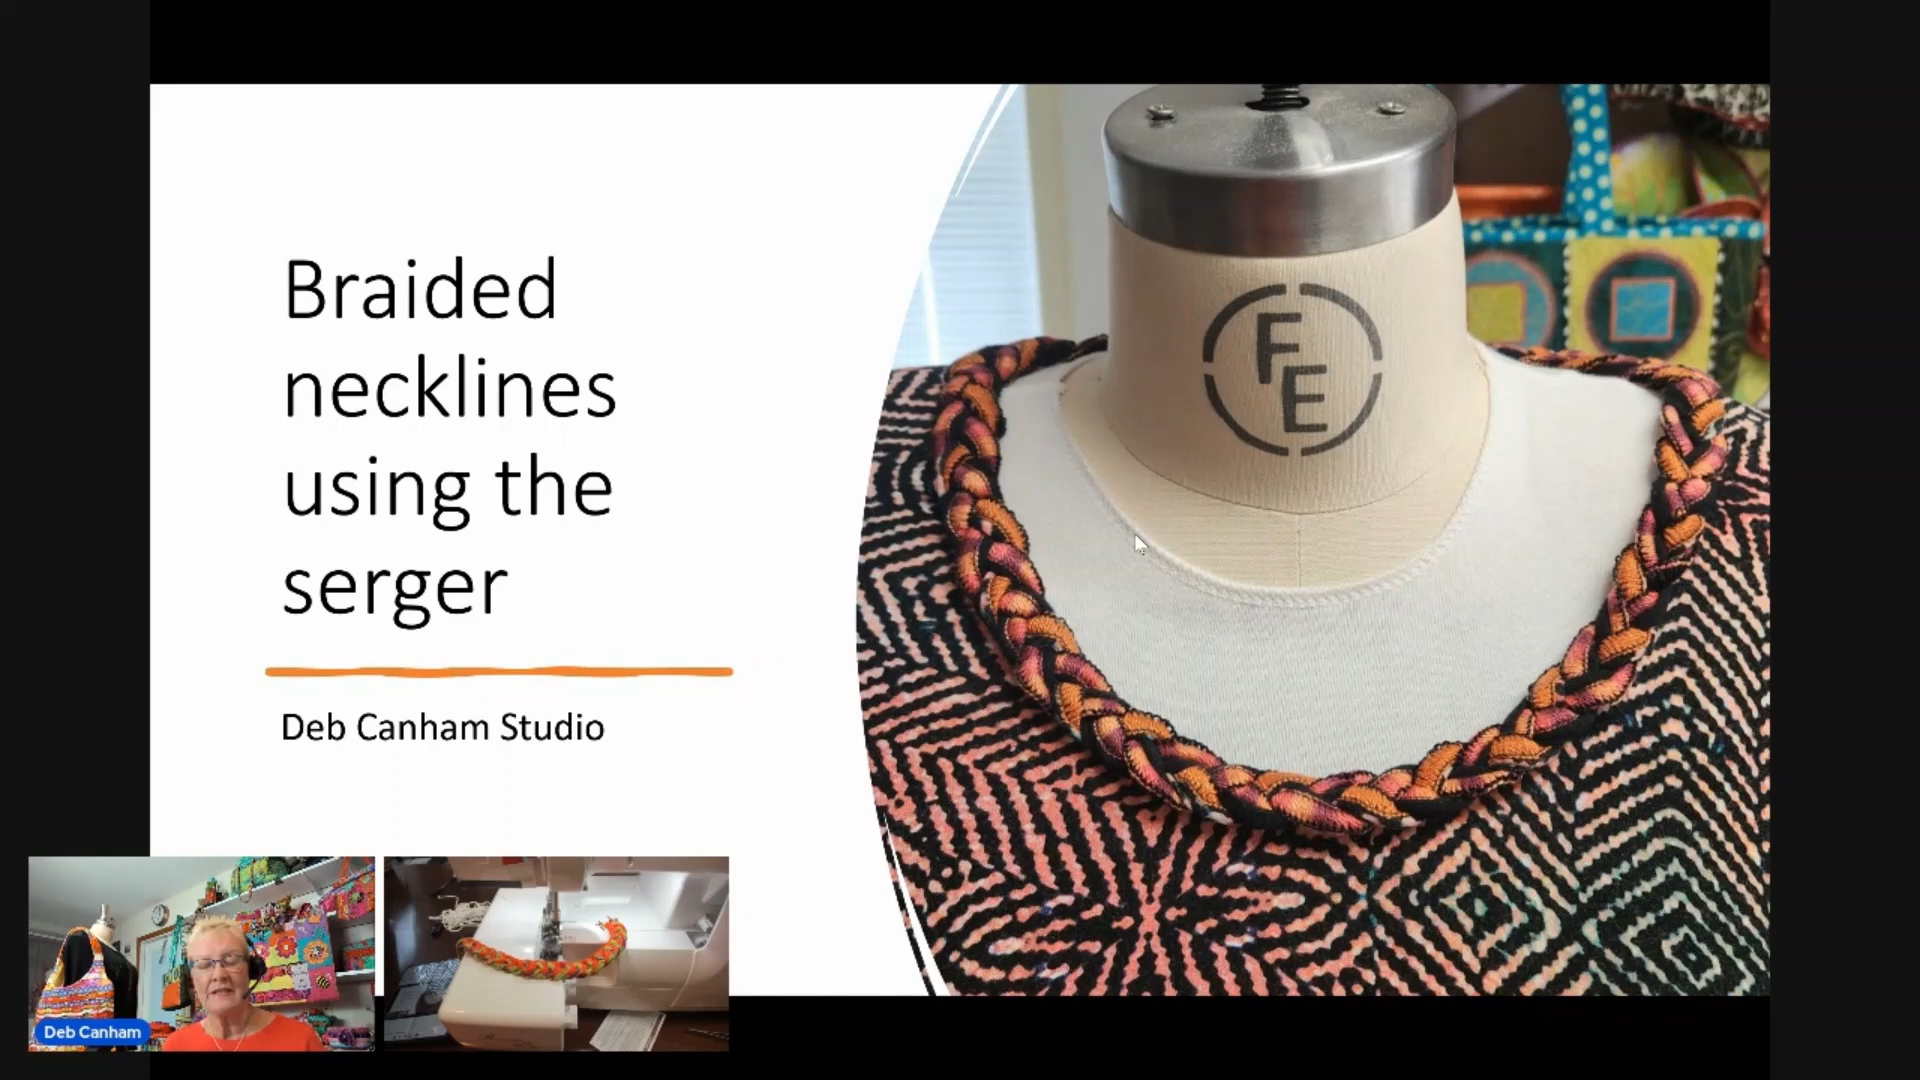 Braided
necklines
using the
serger
Deb Canham Studio
FE
Deb Canham